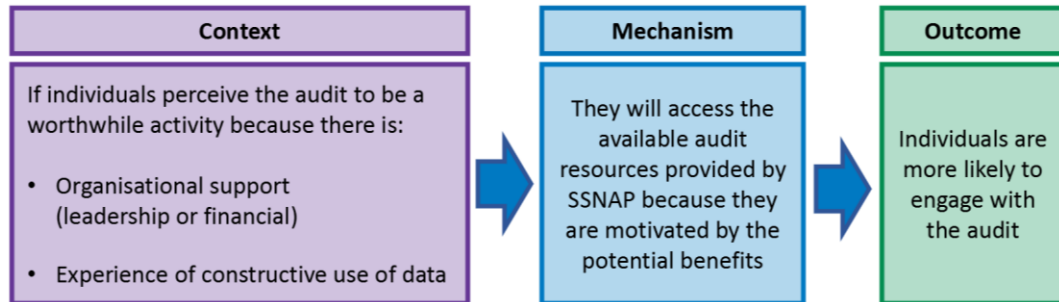 Context
If individuals perceive the audit to be a
worthwhile activity because there is:
• Organisational support
(leadership or financial)
• Experience of constructive use of data
Mechanism
They will access the
available audit
resources provided by
SSNAP because they
are motivated by the
potential benefits
Outcome
Individuals are
more likely to
engage with
the audit